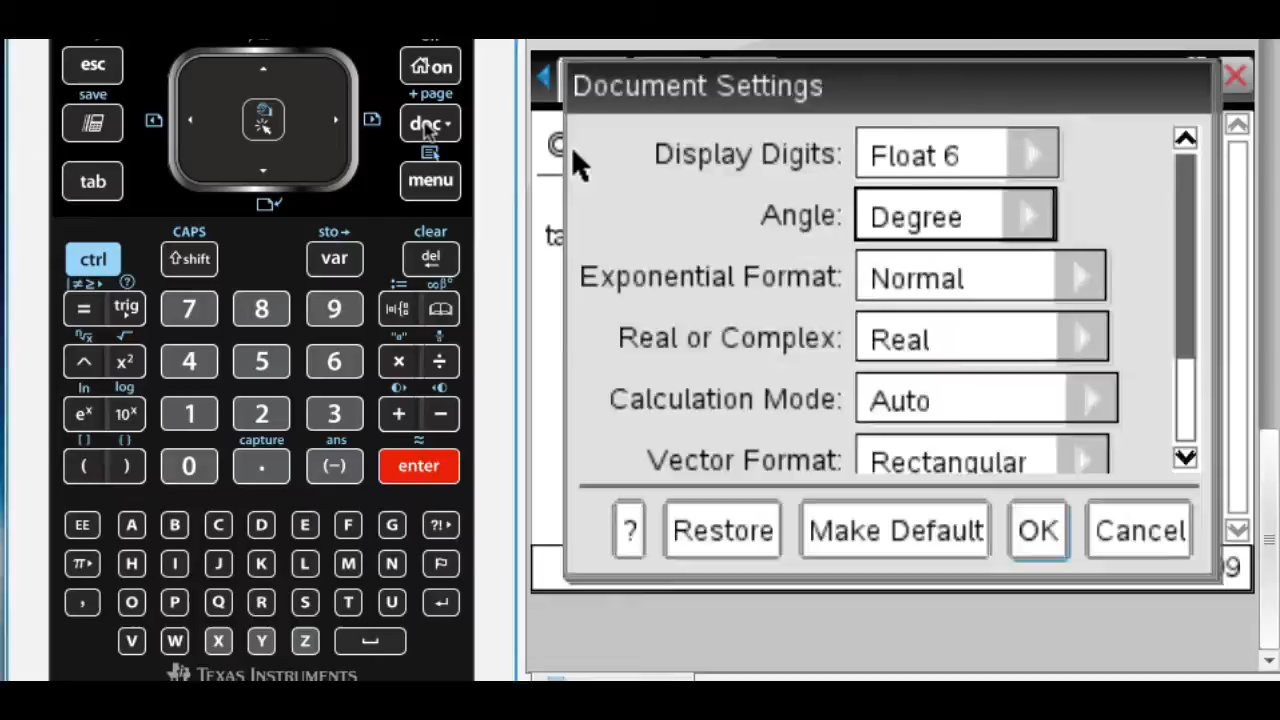 esc
on
save
+ page
doc
tab
menu
CAPS
sto→
clear
ctrl
⇧shift
var
del
|≠≥▸
?
:=
∞β°
=
trig
7
8
9
|▫|{▫
ⁿ√x
√
"▫"
^
x²
4
5
6
×
÷
ln
log
eˣ
10ˣ
1
2
3
+
−
[ ]
{ }
capture
ans
≈
(
)
0
.
(−)
enter
EE
A
B
C
D
E
F
G
?!▸
π▸
H
I
J
K
L
M
N
,
O
P
Q
R
S
T
U
V
W
X
Y
Z
TEXAS INSTRUMENTS
Document Settings
Display Digits: Float 6
Angle: Degree
Exponential Format: Normal
Real or Complex: Real
Calculation Mode: Auto
Vector Format: Rectangular
? Restore Make Default OK Cancel
ta